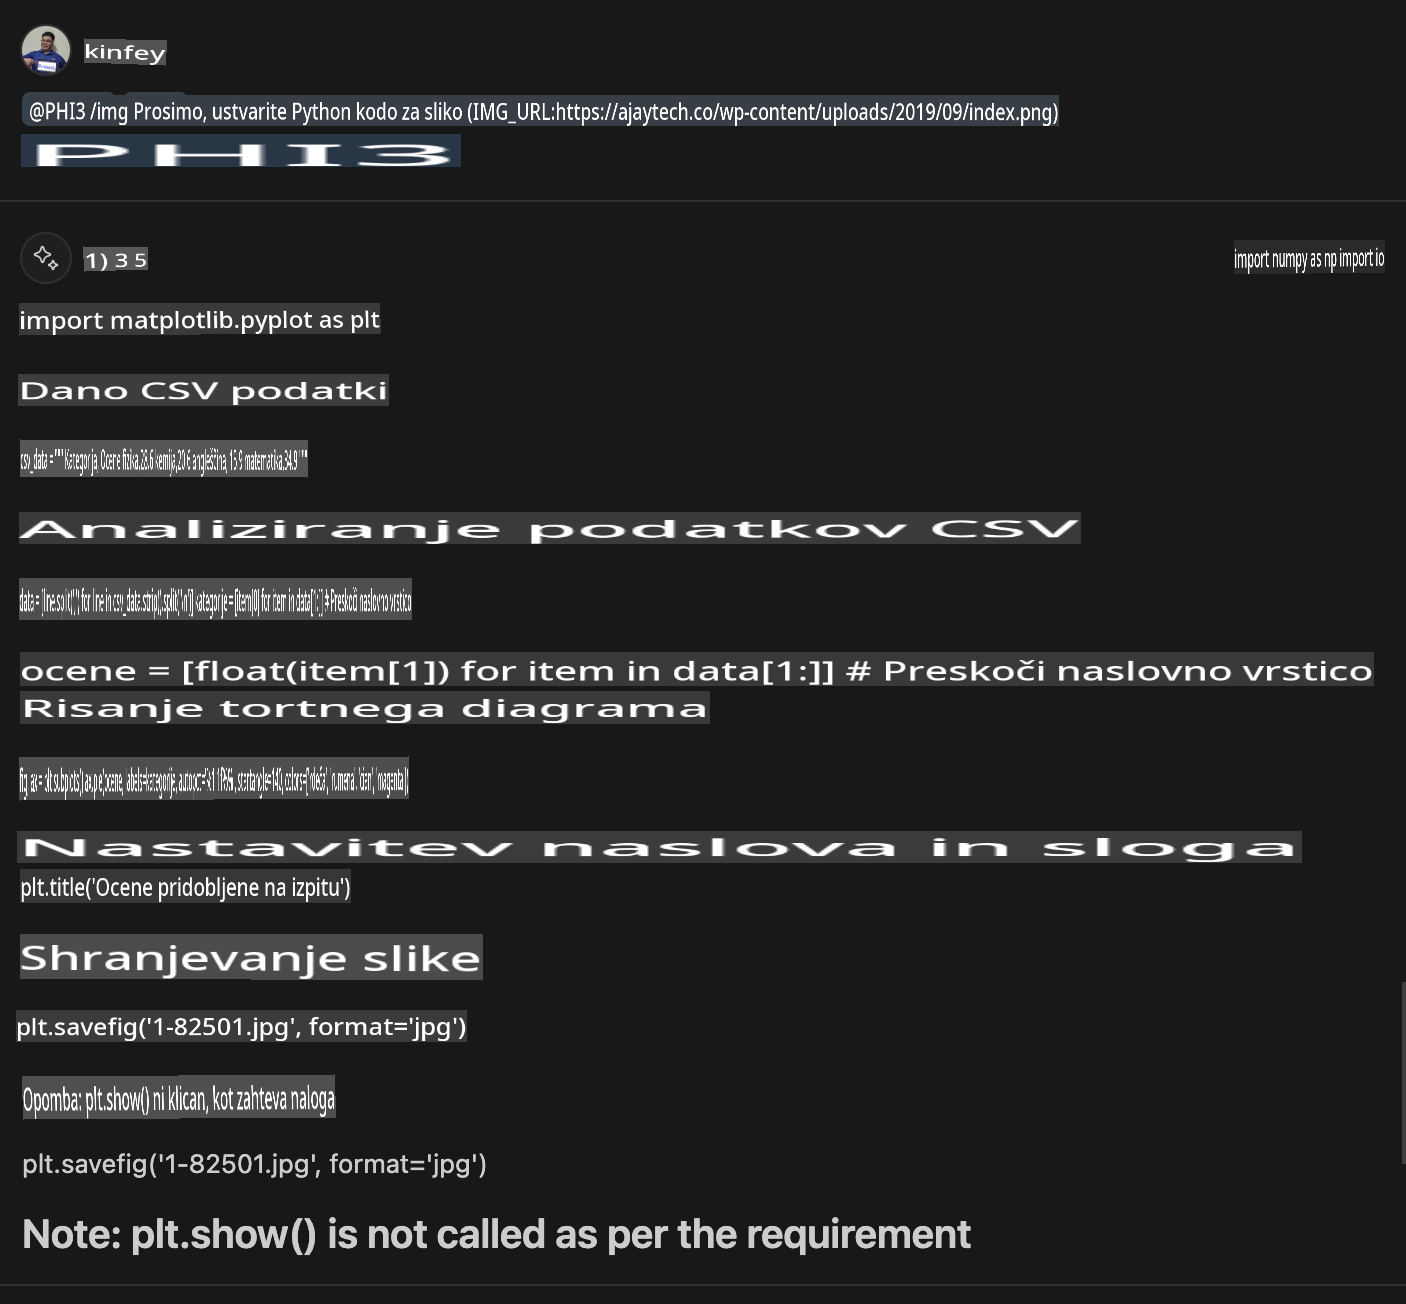 kinfey
@PHI3 /img Prosimo, ustvarite Python kodo za sliko (IMG_URL:https://ajaytech.co/wp-content/uploads/2019/09/index.png)
PHI3
1) 3 5
import numpy as np import io
import matplotlib.pyplot as plt
Dano CSV podatki
csv_data = """Kategorija, Ocene fizika,28.6 kemija,20.6 angleščina, 15.9 matematika,34.9"""
Analiziranje podatkov CSV
data = [line.split(',') for line in csv_data.strip().split('\n')] kategorije = [item[0] for item in data[1:]] # Preskoči naslovno vrstico
ocene = [float(item[1]) for item in data[1:]] # Preskoči naslovno vrstico
Risanje tortnega diagrama
fig, ax = plt.subplots() ax.pie(ocene, labels=kategorije, startangle=140, colors=['rdeča', 'rumena', 'magenta'])
Nastavitev naslova in sloga
plt.title('Ocene pridobljene na izpitu')
Shranjevanje slike
plt.savefig('1-82501.jpg', format='jpg')
Opomba: plt.show() ni klican, kot zahteva naloga
plt.savefig('1-82501.jpg', format='jpg')
Note: plt.show() is not called as per the requirement